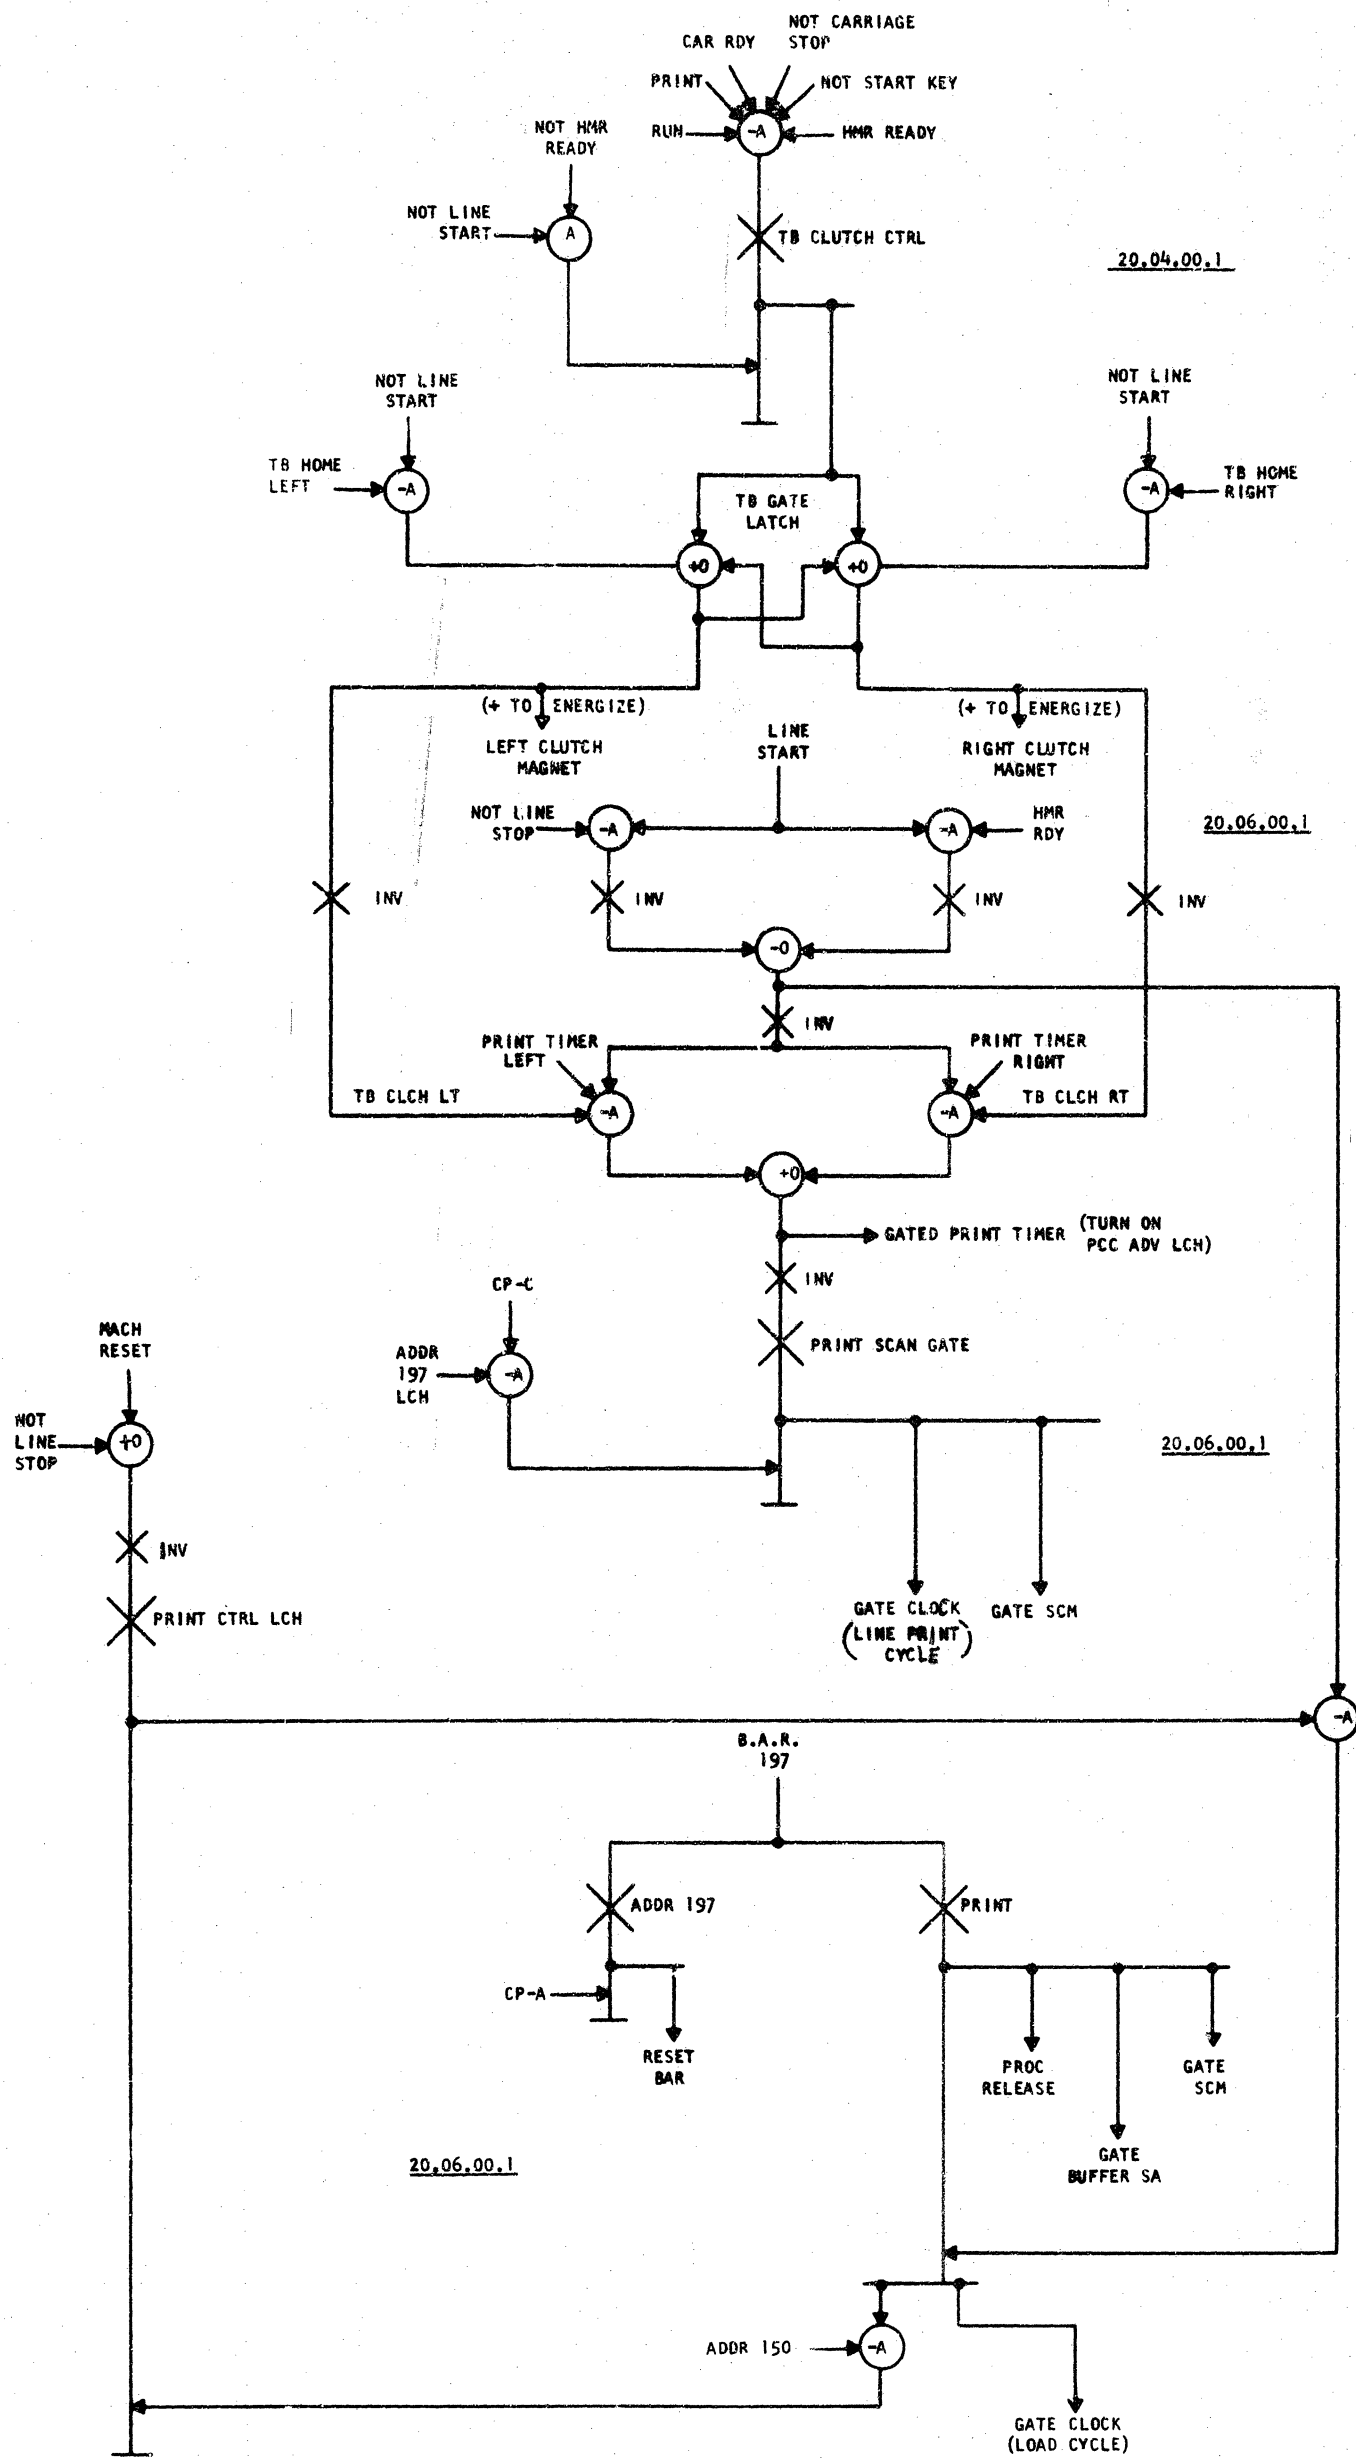 NOT CARRIAGE
STOP
CAR RDY
PRINT
NOT START KEY
RUN
-A
HMR READY
NOT HMR
READY
NOT LINE
START
A
TB CLUTCH CTRL
20.04.00.1
NOT LINE
START
NOT LINE
START
TB HOME
LEFT
-A
-A
TB HOME
RIGHT
TB GATE
LATCH
+O
+O
(+ TO ENERGIZE)
LEFT CLUTCH
MAGNET
(+ TO ENERGIZE)
RIGHT CLUTCH
MAGNET
LINE
START
NOT LINE
STOP
-A
-A
HMR
RDY
20.06.00.1
INV
INV
INV
INV
-O
INV
PRINT TIMER
LEFT
PRINT TIMER
RIGHT
TB CLCH LT
-A
-A
TB CLCH RT
+O
GATED PRINT TIMER (TURN ON
PCC ADV LCH)
INV
CP-C
PRINT SCAN GATE
ADDR
197
LCH
-A
MACH
RESET
NOT
LINE
STOP
+O
20.06.00.1
INV
PRINT CTRL LCH
GATE CLOCK
(LINE PRINT)
CYCLE
GATE SCM
-A
B.A.R.
197
ADDR 197
PRINT
CP-A
RESET
BAR
PROC
RELEASE
GATE
SCM
GATE
BUFFER SA
20.06.00.1
ADDR 150
-A
GATE CLOCK
(LOAD CYCLE)